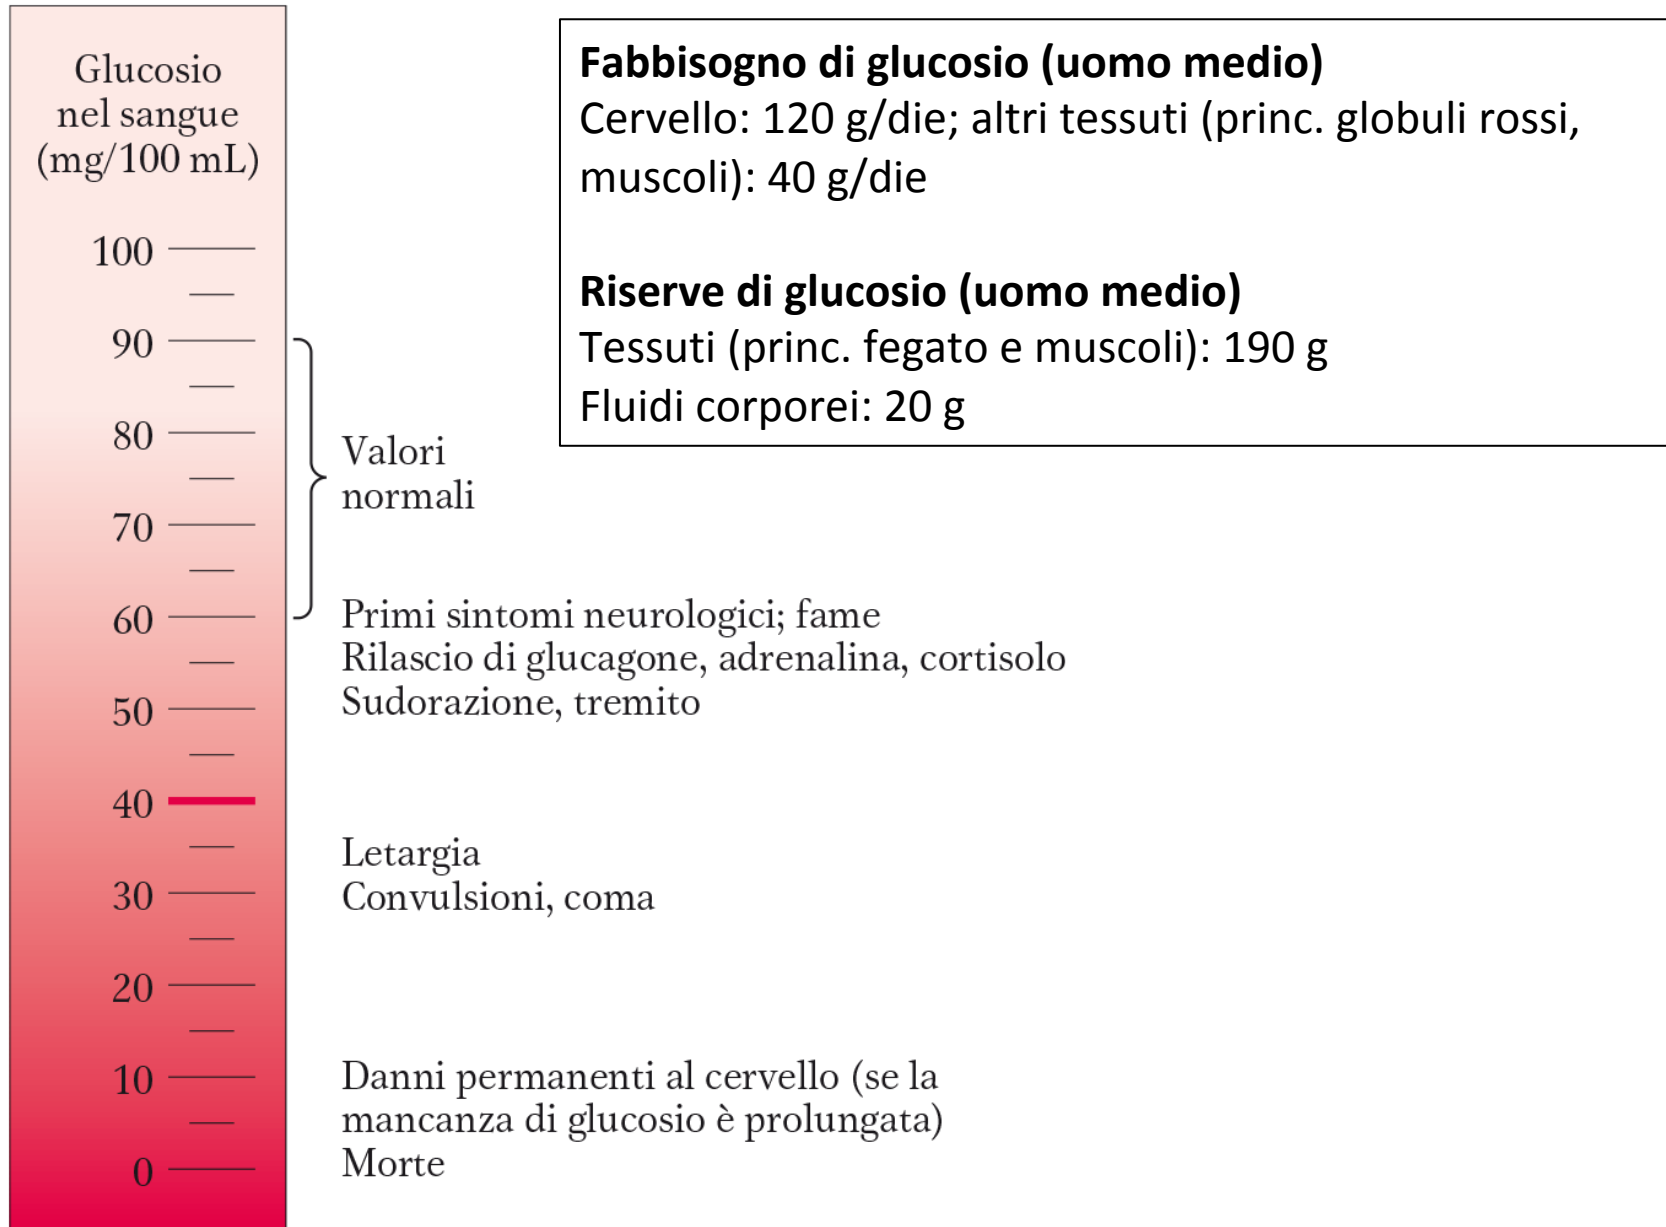 Glucosio
nel sangue
(mg/100 mL)
100
90
80
70
60
50
40
30
20
10
0
Fabbisogno di glucosio (uomo medio)
Cervello: 120 g/die; altri tessuti (princ. globuli rossi,
muscoli): 40 g/die
Riserve di glucosio (uomo medio)
Tessuti (princ. fegato e muscoli): 190 g
Fluidi corporei: 20 g
Valori
normali
Primi sintomi neurologici; fame
Rilascio di glucagone, adrenalina, cortisolo
Sudorazione, tremito
Letargia
Convulsioni, coma
Danni permanenti al cervello (se la
mancanza di glucosio è prolungata)
Morte